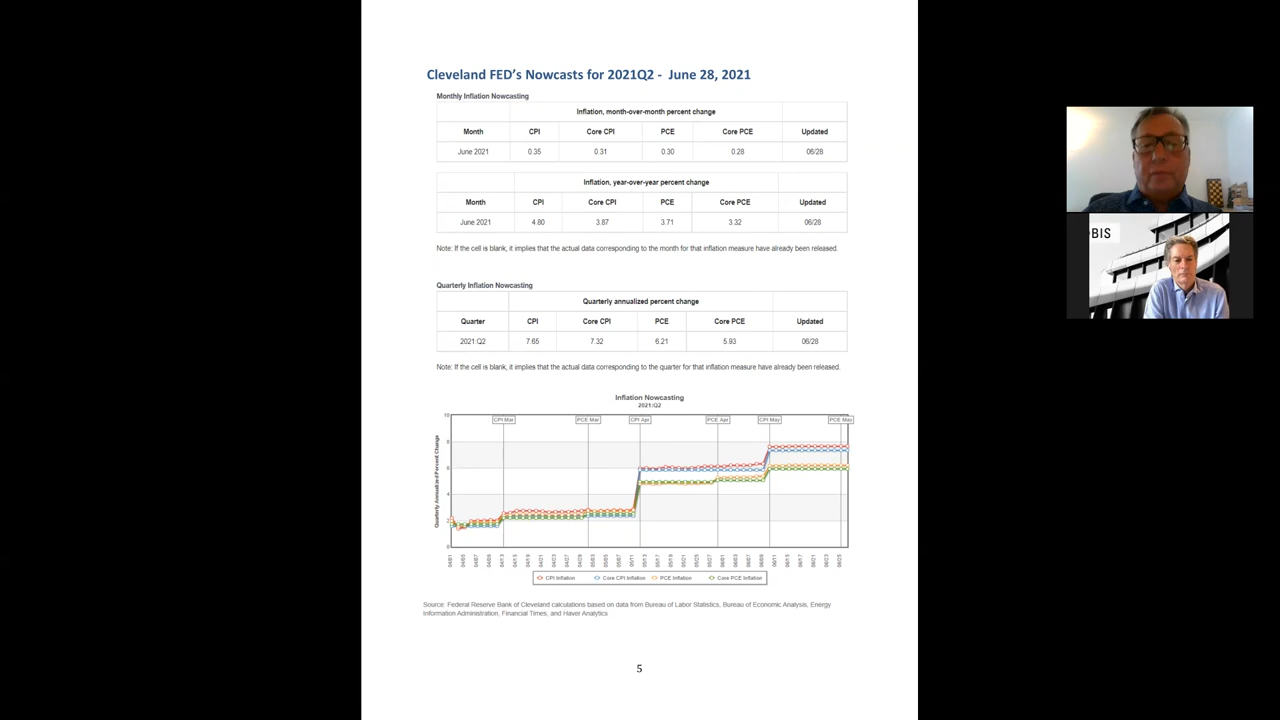 Cleveland FED's Nowcasts for 2021Q2 - June 28, 2021
Monthly Inflation Nowcasting
Inflation, month-over-month percent change
Month CPI Core CPI PCE Core PCE Updated
June 2021 0.35 0.31 0.30 0.28 06/28
Inflation, year-over-year percent change
Month CPI Core CPI PCE Core PCE Updated
June 2021 4.80 3.87 3.71 3.32 06/28
Note: If the cell is blank, it implies that the actual data corresponding to the month for that inflation measure have already been released.
Quarterly Inflation Nowcasting
Quarterly annualized percent change
Quarter CPI Core CPI PCE Core PCE Updated
2021:Q2 7.65 7.32 6.21 5.93 06/28
Note: If the cell is blank, it implies that the actual data corresponding to the quarter for that inflation measure have already been released.
Inflation Nowcasting
2021:Q2
CPI Mar PCE Mar CPI Apr PCE Apr CPI May PCE May
Quarterly Annualized Percent Change
10
8
6
4
2
0
CPI Inflation Core CPI Inflation PCE Inflation Core PCE Inflation
Source: Federal Reserve Bank of Cleveland calculations based on data from Bureau of Labor Statistics, Bureau of Economic Analysis, Energy
Information Administration, Financial Times, and Haver Analytics
5
BIS